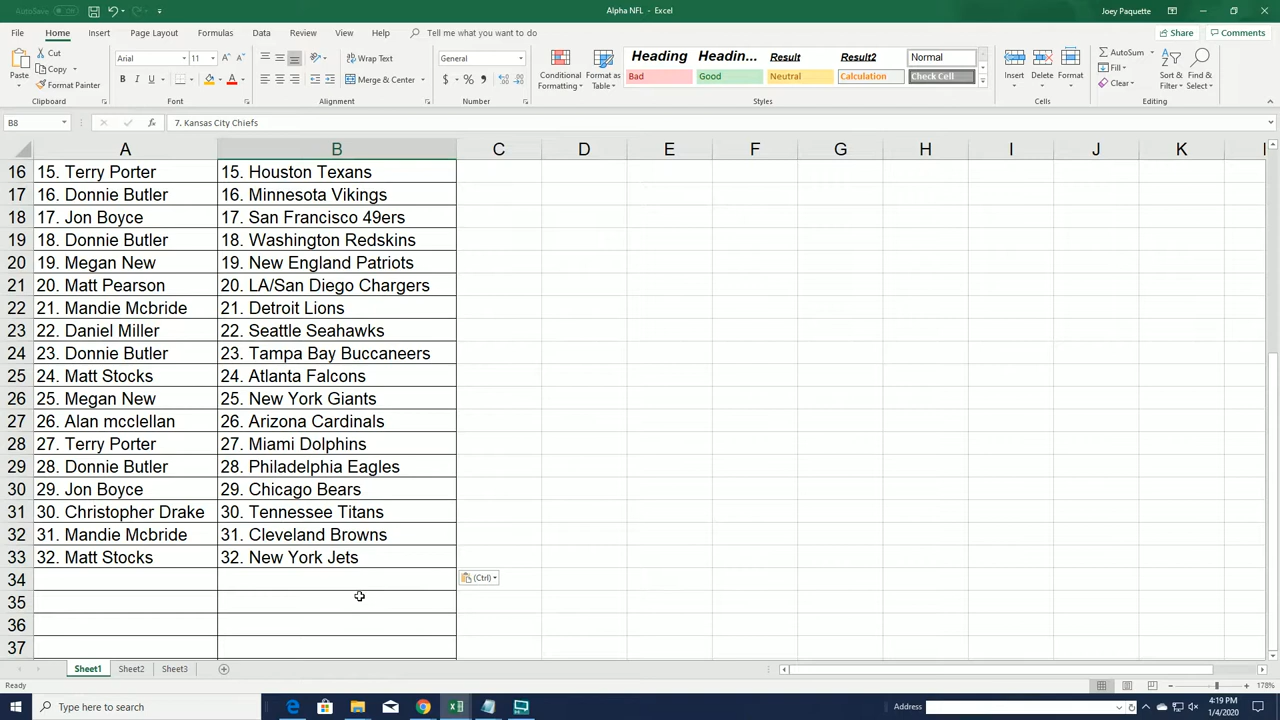 AutoSave Off
Alpha NFL - Excel
Joey Paquette
File Home Insert Page Layout Formulas Data Review View Help Tell me what you want to do Share Comments
Paste Cut Copy Format Painter
Clipboard
Arial 11
Font
Wrap Text
Merge & Center
Alignment
General
Number
Conditional Formatting Format as Table
Heading Headin... Result Result2 Normal
Bad Good Neutral Calculation Check Cell
Styles
Insert Delete Format
Cells
AutoSum Fill Clear Sort & Filter Find & Select
Editing
B8 fx 7. Kansas City Chiefs
A B C D E F G H I J K
16 15. Terry Porter 15. Houston Texans
17 16. Donnie Butler 16. Minnesota Vikings
18 17. Jon Boyce 17. San Francisco 49ers
19 18. Donnie Butler 18. Washington Redskins
20 19. Megan New 19. New England Patriots
21 20. Matt Pearson 20. LA/San Diego Chargers
22 21. Mandie Mcbride 21. Detroit Lions
23 22. Daniel Miller 22. Seattle Seahawks
24 23. Donnie Butler 23. Tampa Bay Buccaneers
25 24. Matt Stocks 24. Atlanta Falcons
26 25. Megan New 25. New York Giants
27 26. Alan mcclellan 26. Arizona Cardinals
28 27. Terry Porter 27. Miami Dolphins
29 28. Donnie Butler 28. Philadelphia Eagles
30 29. Jon Boyce 29. Chicago Bears
31 30. Christopher Drake 30. Tennessee Titans
32 31. Mandie Mcbride 31. Cleveland Browns
33 32. Matt Stocks 32. New York Jets
34 (Ctrl)
35
36
37
Sheet1 Sheet2 Sheet3
Ready 178%
Type here to search
Address
4:19 PM
1/4/2020